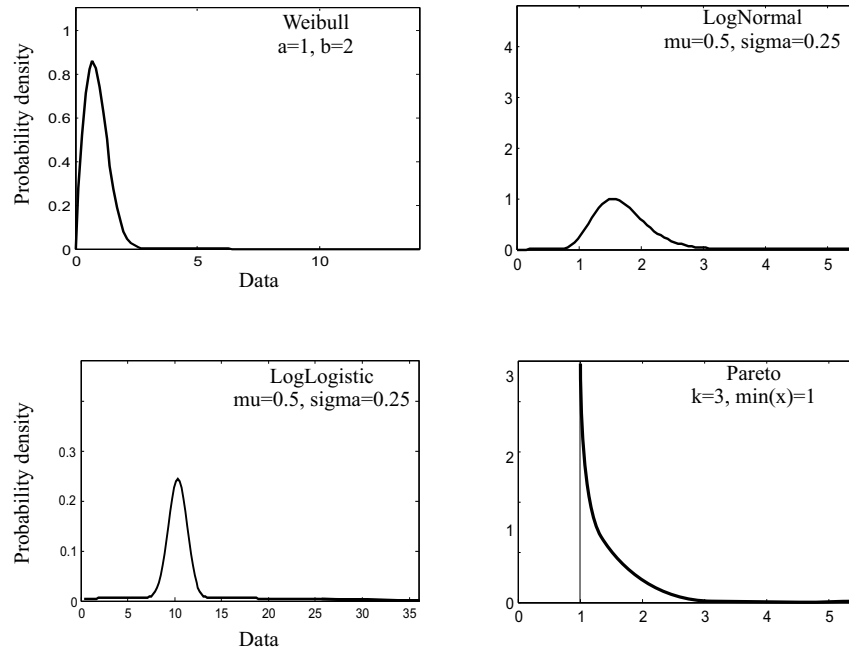 Weibull
a=1, b=2
1
0.8
0.6
0.4
0.2
0
0 5 10
Probability density
Data
LogNormal
mu=0.5, sigma=0.25
4
3
2
1
0
0 1 2 3 4 5
LogLogistic
mu=0.5, sigma=0.25
0.3
0.2
0.1
0
0 5 10 15 20 25 30 35
Probability density
Data
Pareto
k=3, min(x)=1
3
2
1
0
0 1 2 3 4 5